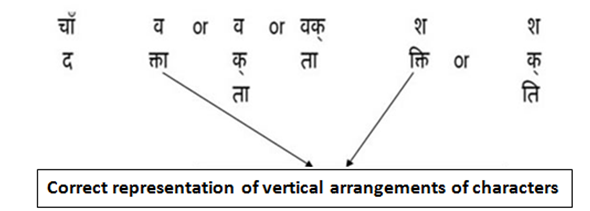 चाँ व or व or वक् श श
द क्ता क् ता क्ति or क्
ता ति
Correct representation of vertical arrangements of characters